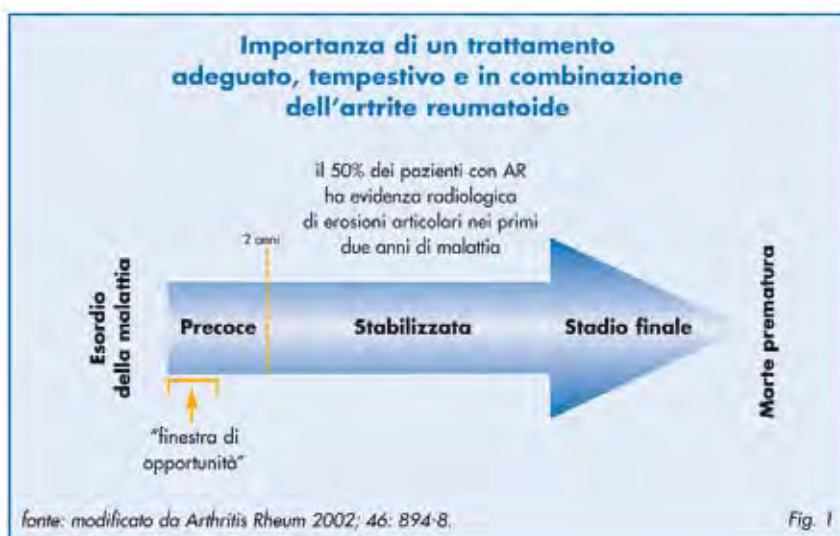 Importanza di un trattamento
adeguato, tempestivo e in combinazione
dell'artrite reumatoide
il 50% dei pazienti con AR
ha evidenza radiologica
di erosioni articolari nei primi
due anni di malattia
2 anni
Esordio
della malattia
Precoce
Stabilizzata
Stadio finale
Morte prematura
"finestra di
opportunità"
fonte: modificato da Arthritis Rheum 2002; 46: 894-8.
Fig. 1